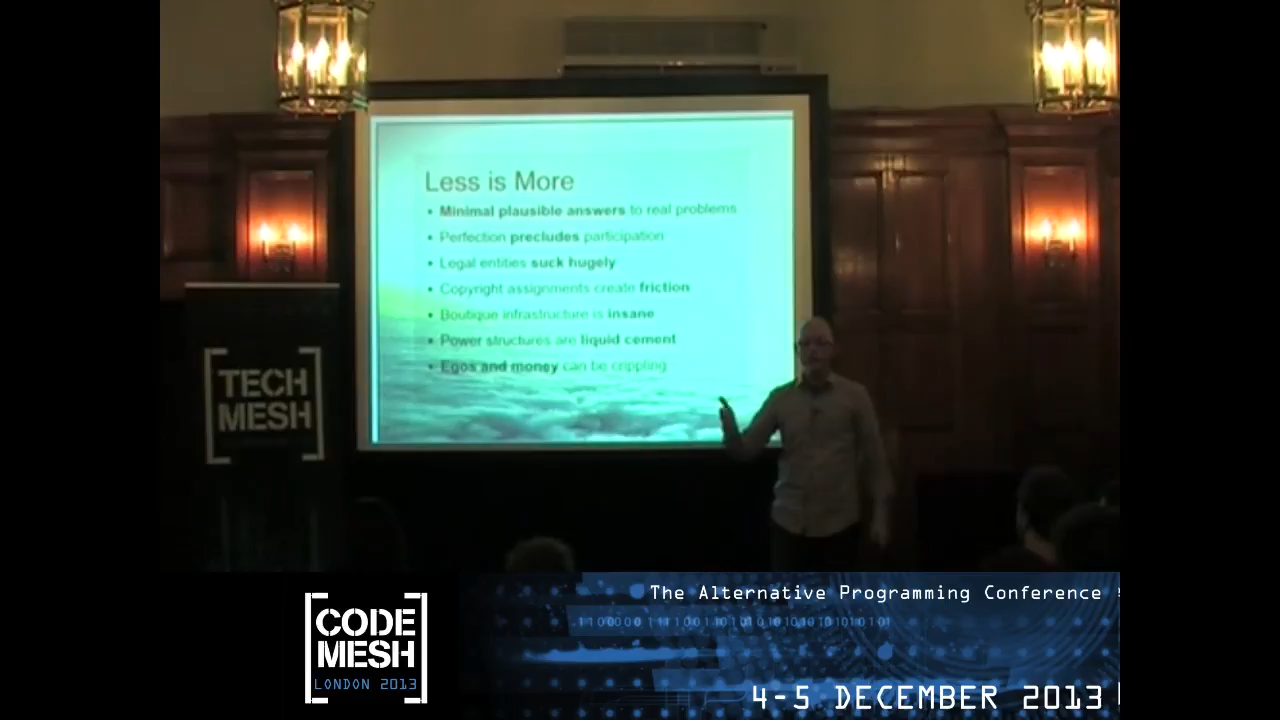 Less is More
• Minimal plausible answers to real problems
• Perfection precludes participation
• Legal entities suck hugely
• Copyright assignments create friction
• Boutique infrastructure is insane
• Power structures are liquid cement
• Egos and money can be crippling
[TECH
MESH]
[CODE
MESH]
LONDON 2013
The Alternative Programming Conference
4-5 DECEMBER 2013